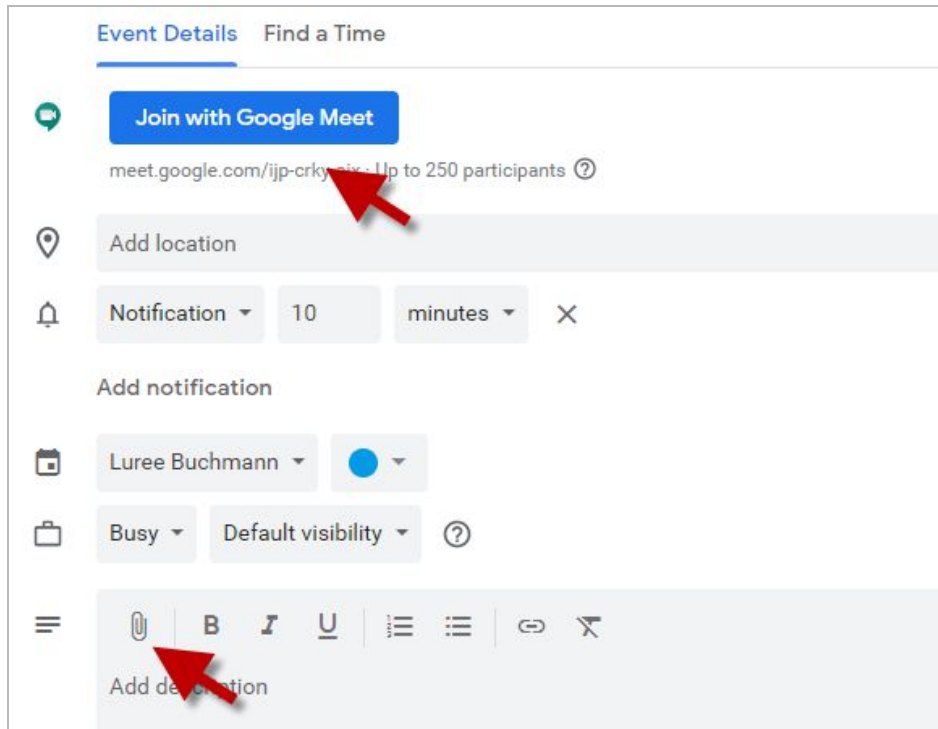 Event Details Find a Time
Join with Google Meet
meet.google.com/ijp-crky- · Up to 250 participants ?
Add location
Notification 10 minutes
Add notification
Luree Buchmann
Busy Default visibility ?
B I U
Add description